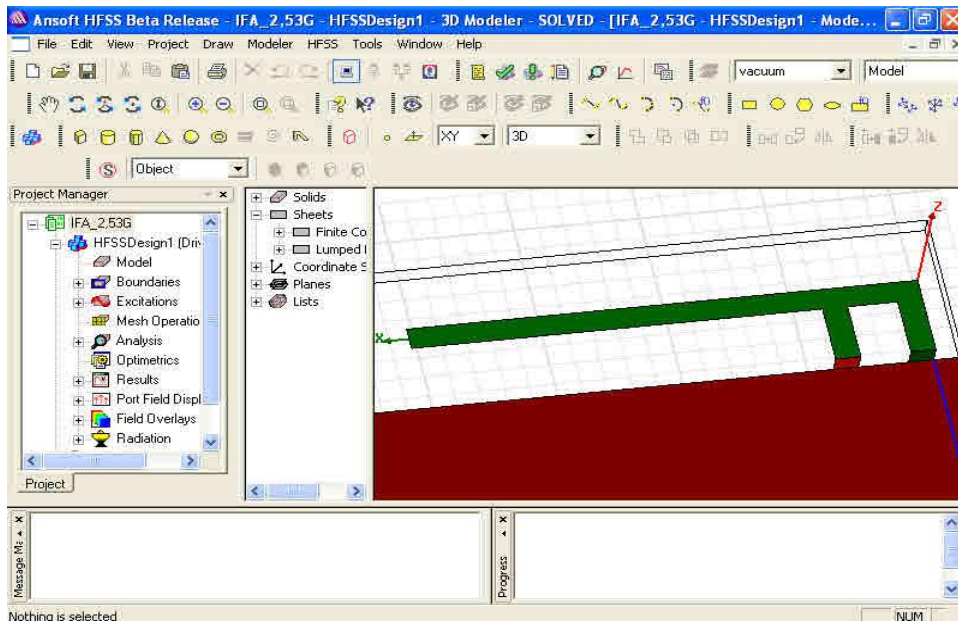 Ansoft HFSS Beta Release - IFA_2,53G - HFSSDesign1 - 3D Modeler - SOLVED - [IFA_2,53G - HFSSDesign1 - Mode...
File Edit View Project Draw Modeler HFSS Tools Window Help
vacuum Model
XY 3D
Object
Project Manager
IFA_2,53G
HFSSDesign1 (Driv
Model
Boundaries
Excitations
Mesh Operatio
Analysis
Optimetrics
Results
Port Field Displ
Field Overlays
Radiation
Project
Solids
Sheets
Finite Co
Lumped
Coordinate S
Planes
Lists
Z
X
Message Ma
Progress
Nothing is selected
NUM